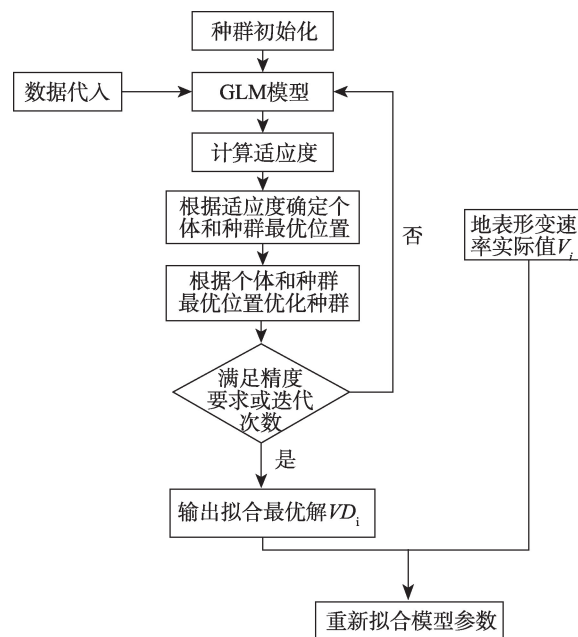 种群初始化
数据代入
GLM模型
计算适应度
根据适应度确定个
体和种群最优位置
否
地表形变速
率实际值Vi
根据个体和种群
最优位置优化种群
满足精度
要求或迭代
次数
是
输出拟合最优解VDi
重新拟合模型参数